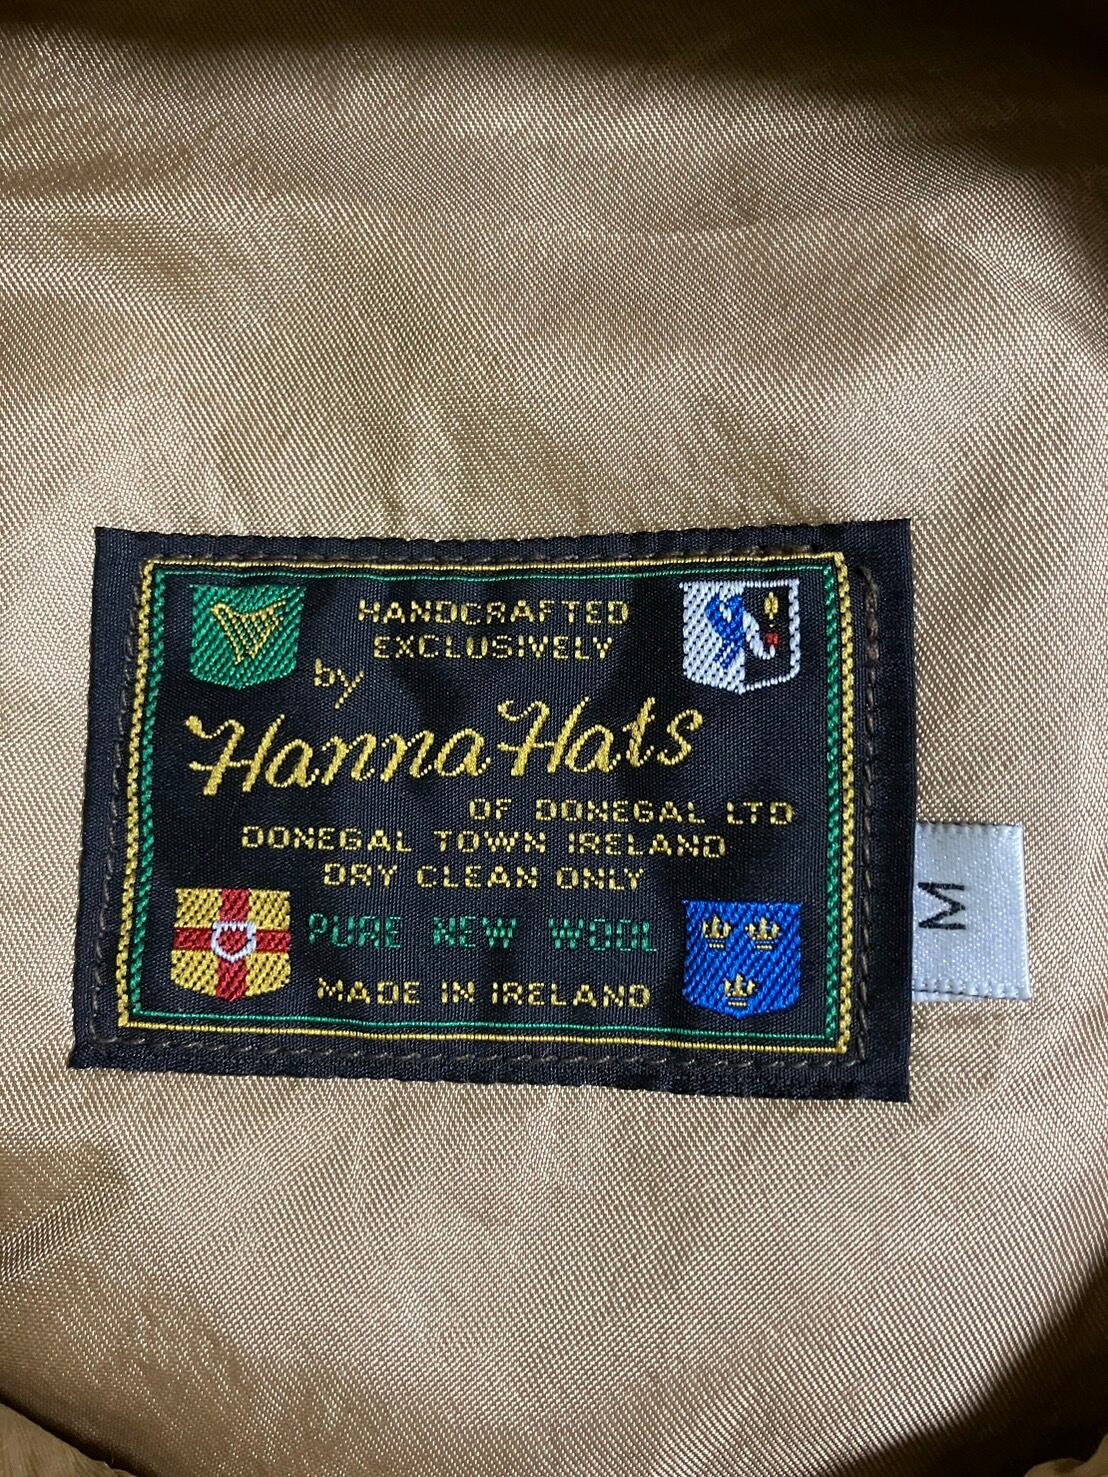 HANDCRAFTED
EXCLUSIVELY
by
Hanna Hats
OF DONEGAL LTD
DONEGAL TOWN IRELAND
DRY CLEAN ONLY
PURE NEW WOOL
MADE IN IRELAND
M